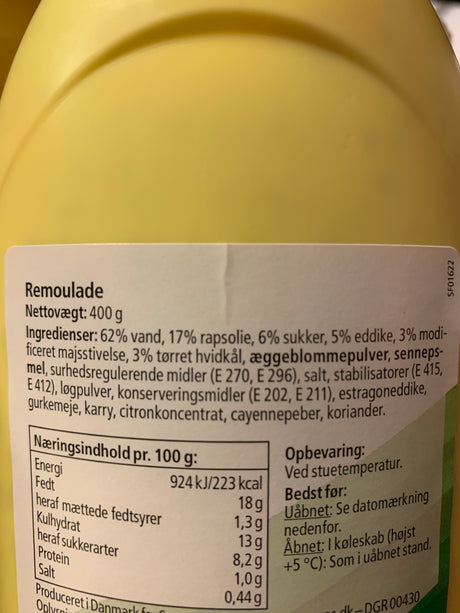 Remoulade
Nettovægt: 400 g
Ingredienser: 62% vand, 17% rapsolie, 6% sukker, 5% eddike, 3% modi-
ficeret majsstivelse, 3% tørret hvidkål, æggeblommepulver, senneps-
mel, surhedsregulerende midler (E 270, E 296), salt, stabilisatorer (E 415,
E 412), løgpulver, konserveringsmidler (E 202, E 211), estragoneddike,
gurkemeje, karry, citronkoncentrat, cayennepeber, koriander.
Næringsindhold pr. 100 g:
Energi 924 kJ/223 kcal
Fedt 18 g
heraf mættede fedtsyrer 1,3 g
Kulhydrat 13 g
heraf sukkerarter 8,2 g
Protein 1,0 g
Salt 0,44 g
Produceret i Danmark for
Opbevaring:
Ved stuetemperatur.
Bedst før:
Uåbnet: Se datomærkning
nedenfor.
Åbnet: I køleskab (højst
+5 °C): Som i uåbnet stand.
dk – DGR 00430
SF01622